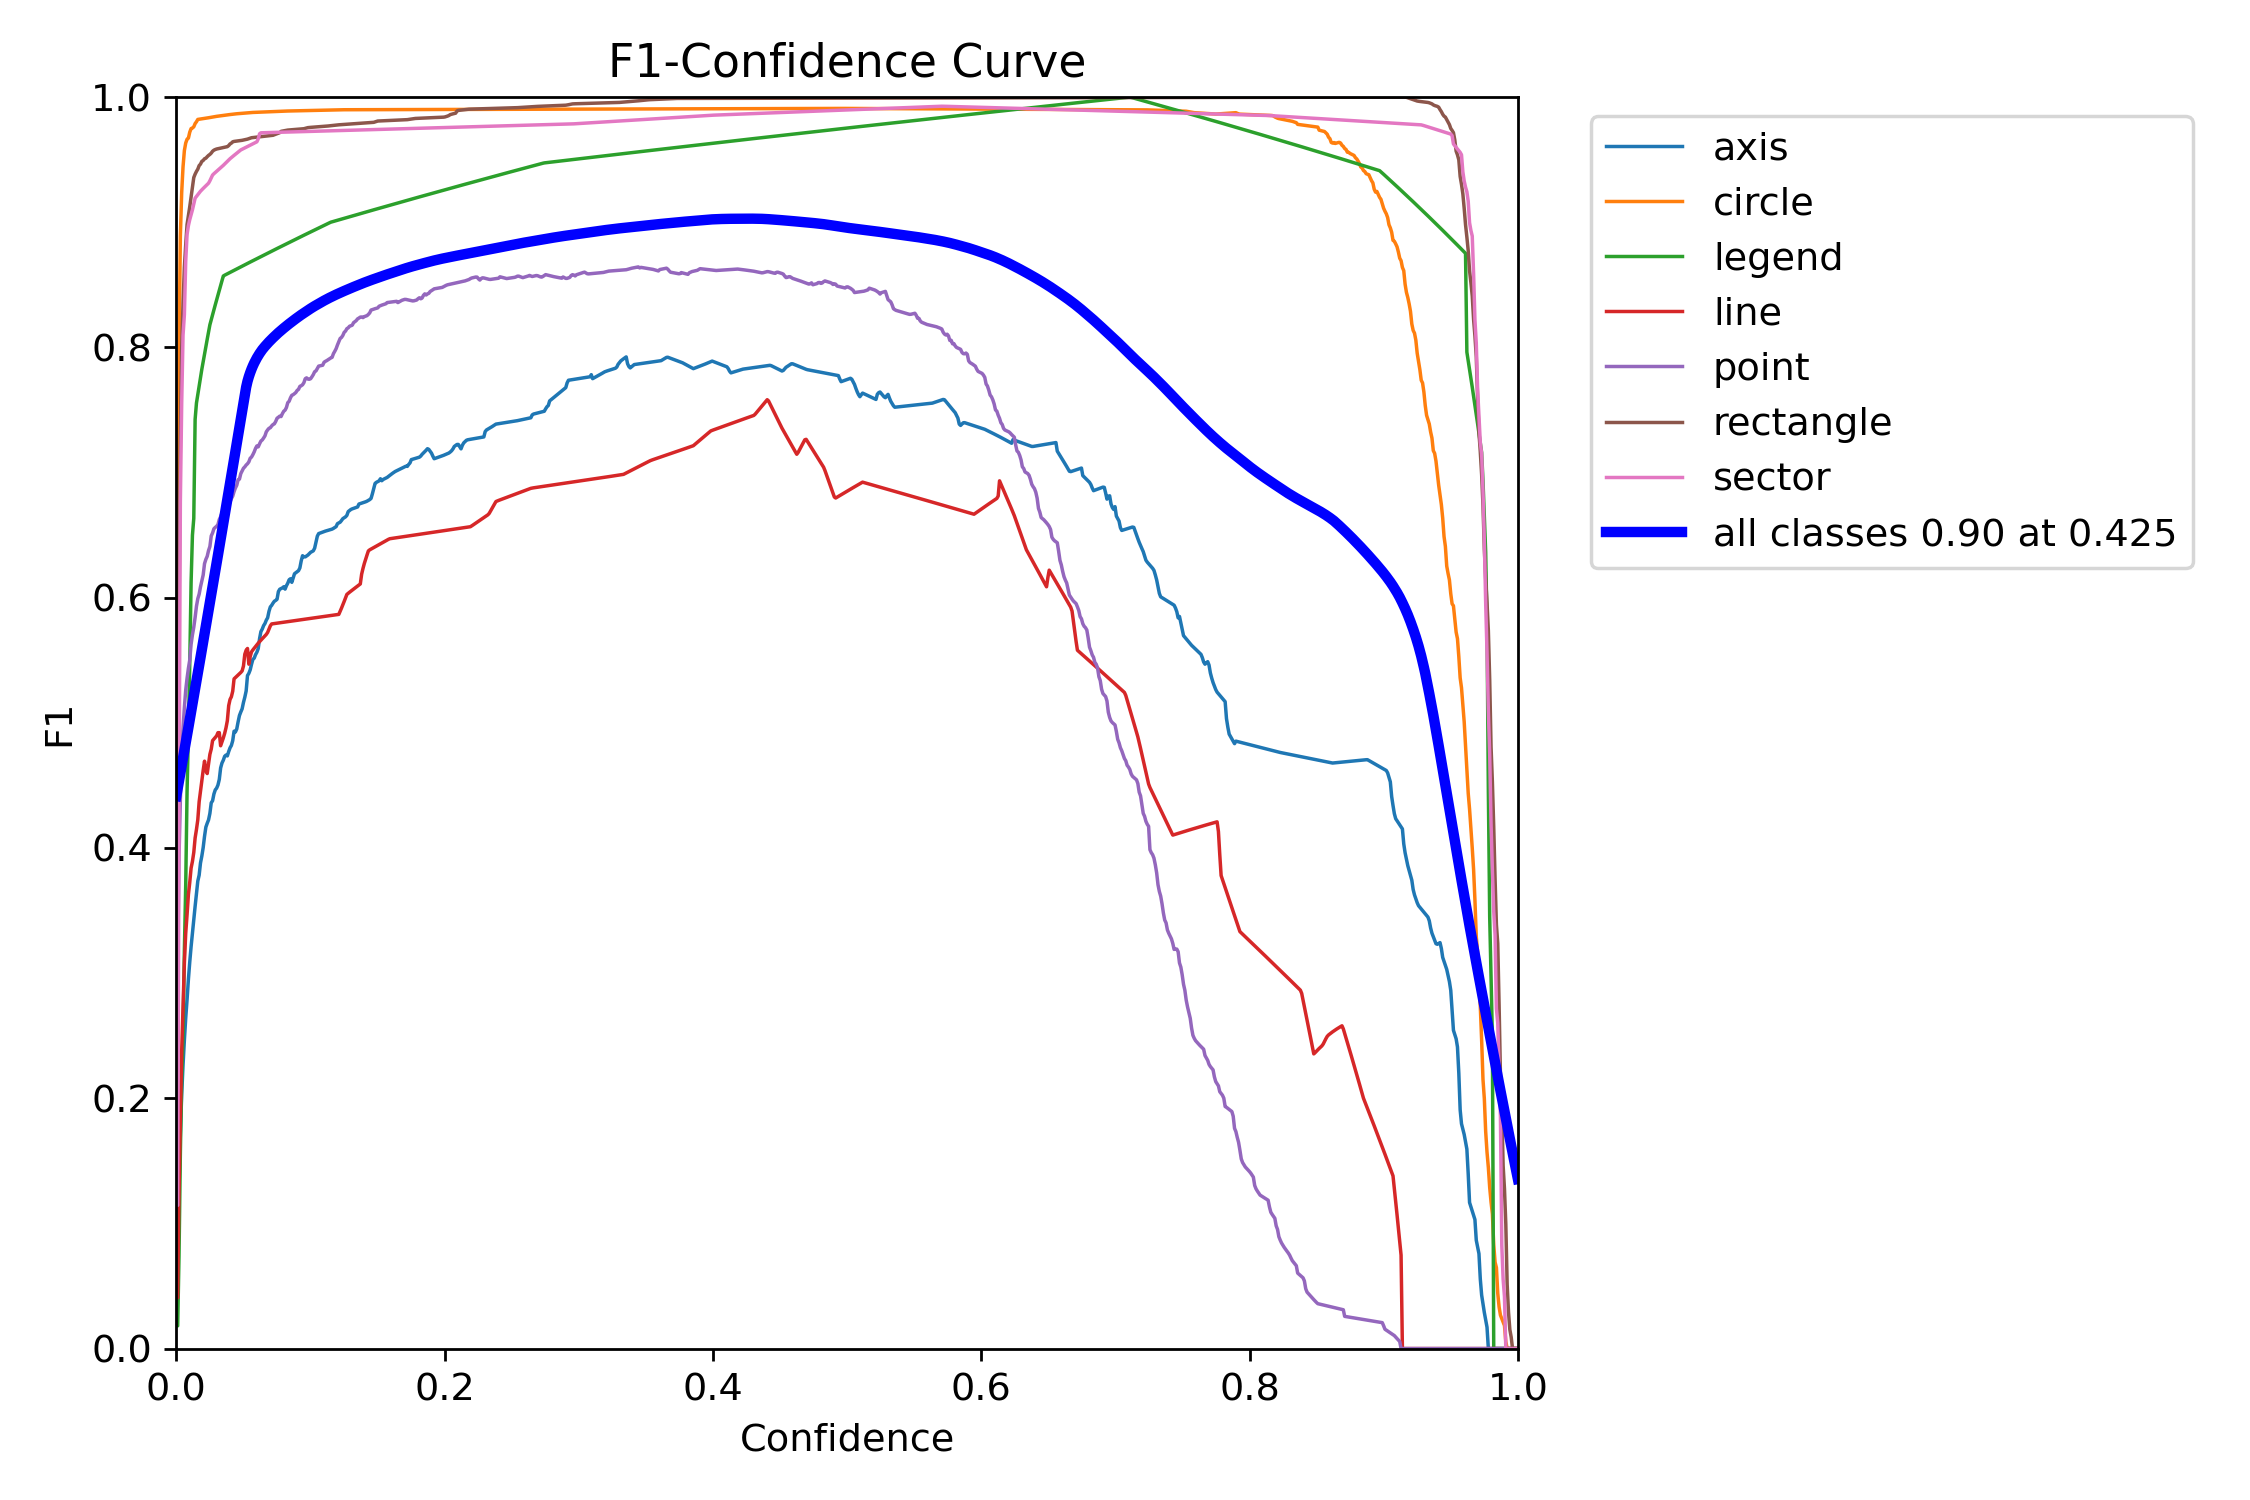 F1-Confidence Curve
1.0
0.8
0.6
0.4
0.2
0.0
F1
0.0 0.2 0.4 0.6 0.8 1.0
Confidence
axis
circle
legend
line
point
rectangle
sector
all classes 0.90 at 0.425